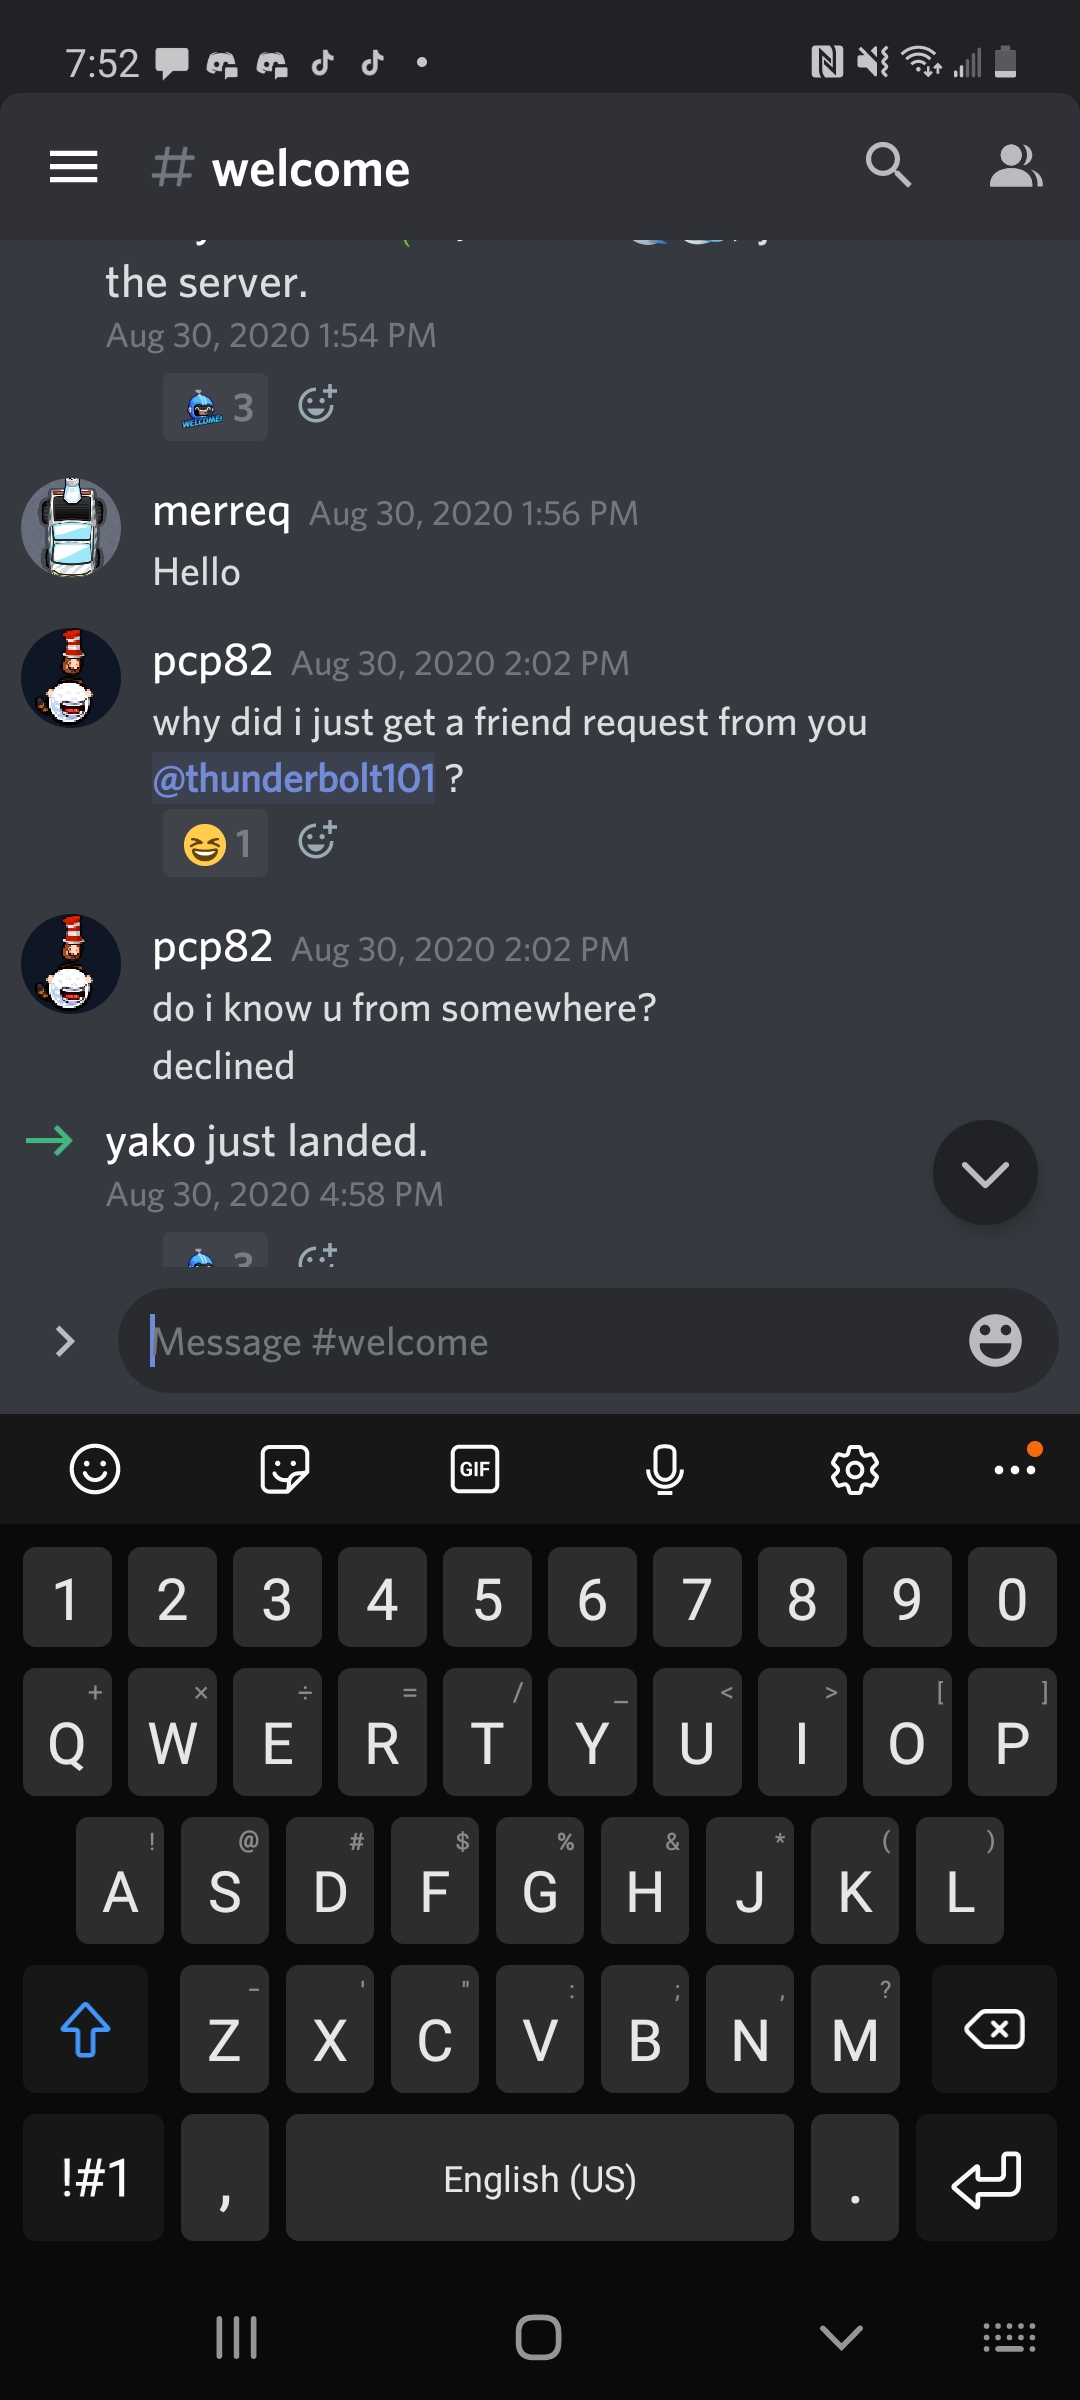 7:52
# welcome
the server.
Aug 30, 2020 1:54 PM
WELCOME! 3
merreq Aug 30, 2020 1:56 PM
Hello
pcp82 Aug 30, 2020 2:02 PM
why did i just get a friend request from you
@thunderbolt101 ?
1
pcp82 Aug 30, 2020 2:02 PM
do i know u from somewhere?
declined
yako just landed.
Aug 30, 2020 4:58 PM
3
Message #welcome
GIF
1 2 3 4 5 6 7 8 9 0
+ × ÷ = / _ < > [ ]
Q W E R T Y U I O P
! @ # $ % & * ( )
A S D F G H J K L
- ' " : ; , ?
Z X C V B N M
!#1 , English (US) .